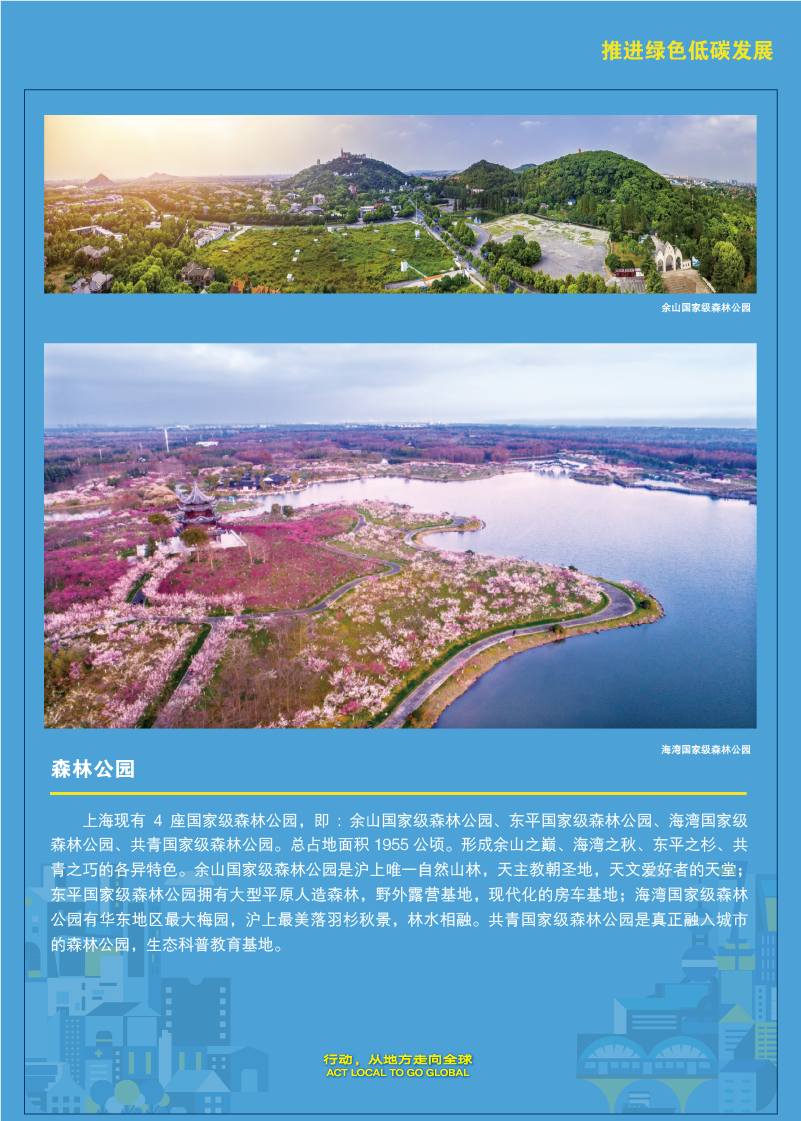 推进绿色低碳发展
余山国家级森林公园
海湾国家级森林公园
森林公园
上海现有 4 座国家级森林公园，即：余山国家级森林公园、东平国家级森林公园、海湾国家级
森林公园、共青国家级森林公园。总占地面积 1955 公顷。形成余山之巅、海湾之秋、东平之杉、共
青之巧的各异特色。余山国家级森林公园是沪上唯一自然山林，天主教朝圣地，天文爱好者的天堂；
东平国家级森林公园拥有大型平原人造森林，野外露营基地，现代化的房车基地；海湾国家级森林
公园有华东地区最大梅园，沪上最美落羽杉秋景，林水相融。共青国家级森林公园是真正融入城市
的森林公园，生态科普教育基地。
行动，从地方走向全球
ACT LOCAL TO GO GLOBAL